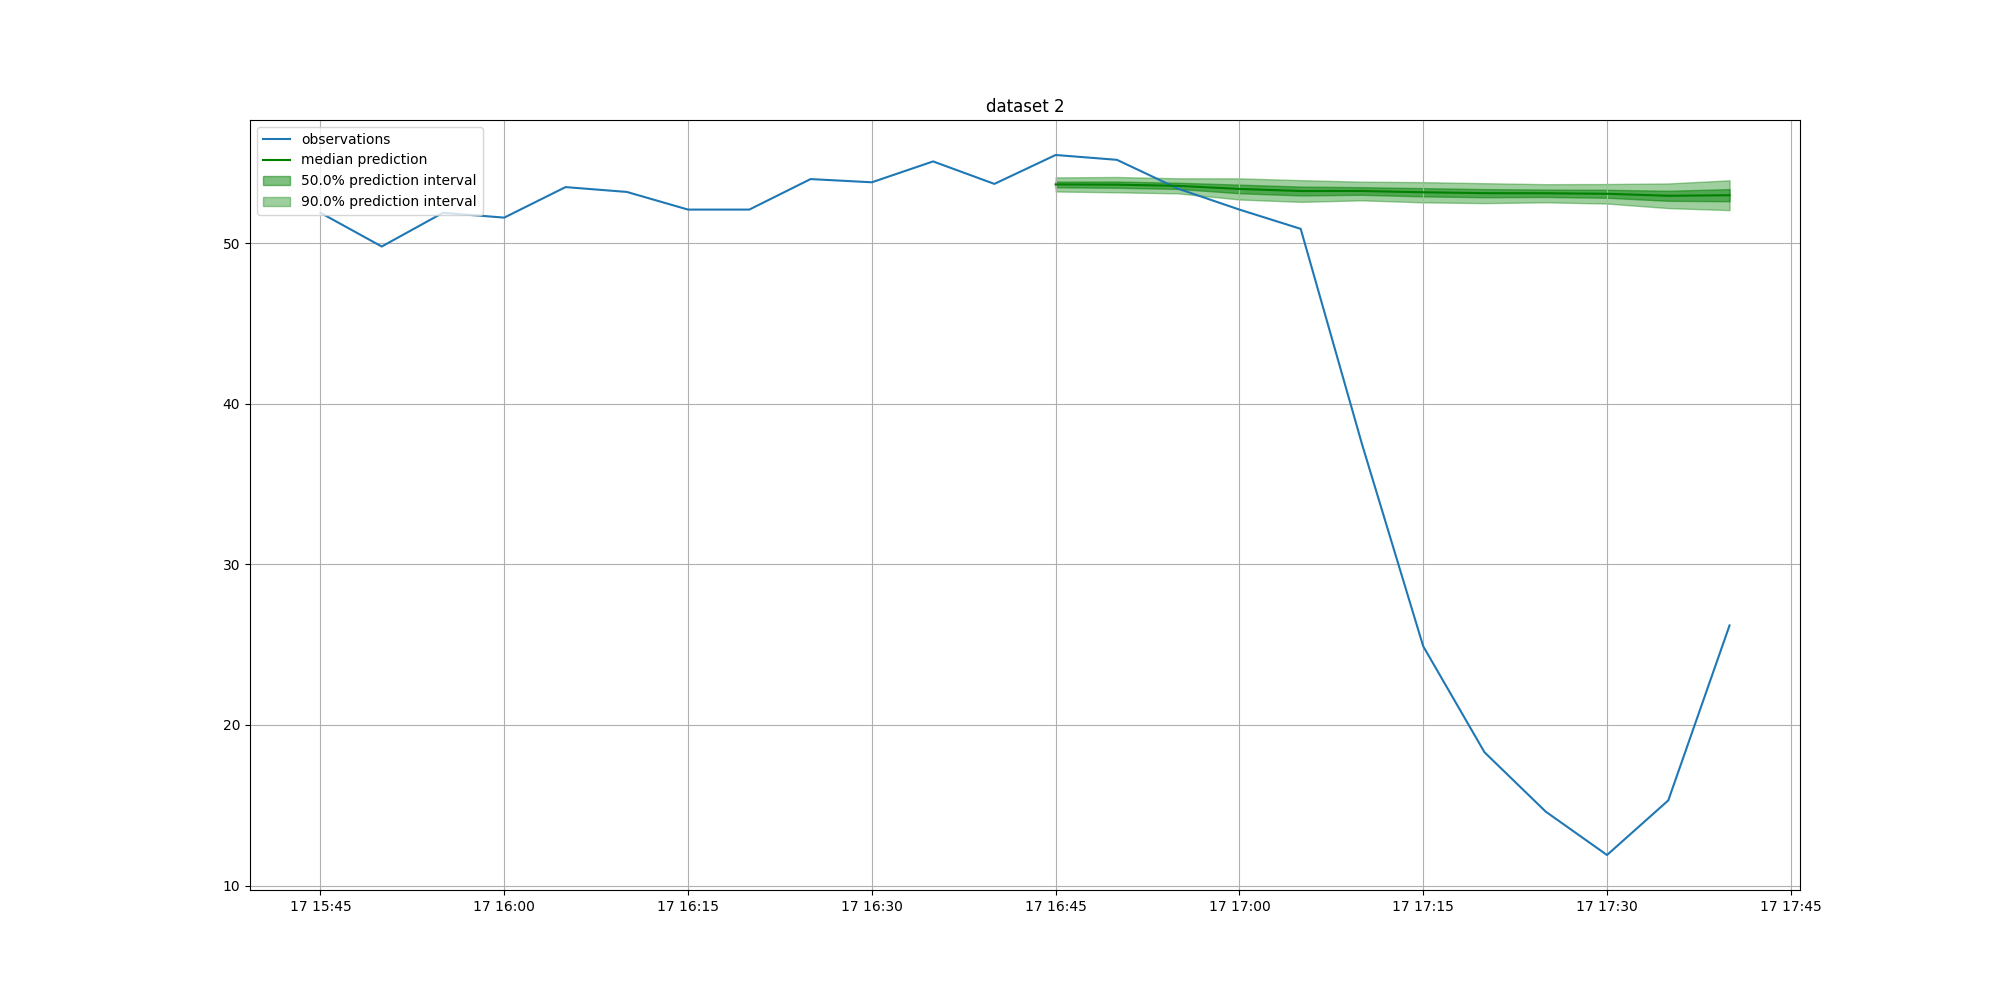 dataset 2
observations
median prediction
50.0% prediction interval
90.0% prediction interval
50
40
30
20
10
17 15:45 17 16:00 17 16:15 17 16:30 17 16:45 17 17:00 17 17:15 17 17:30 17 17:45